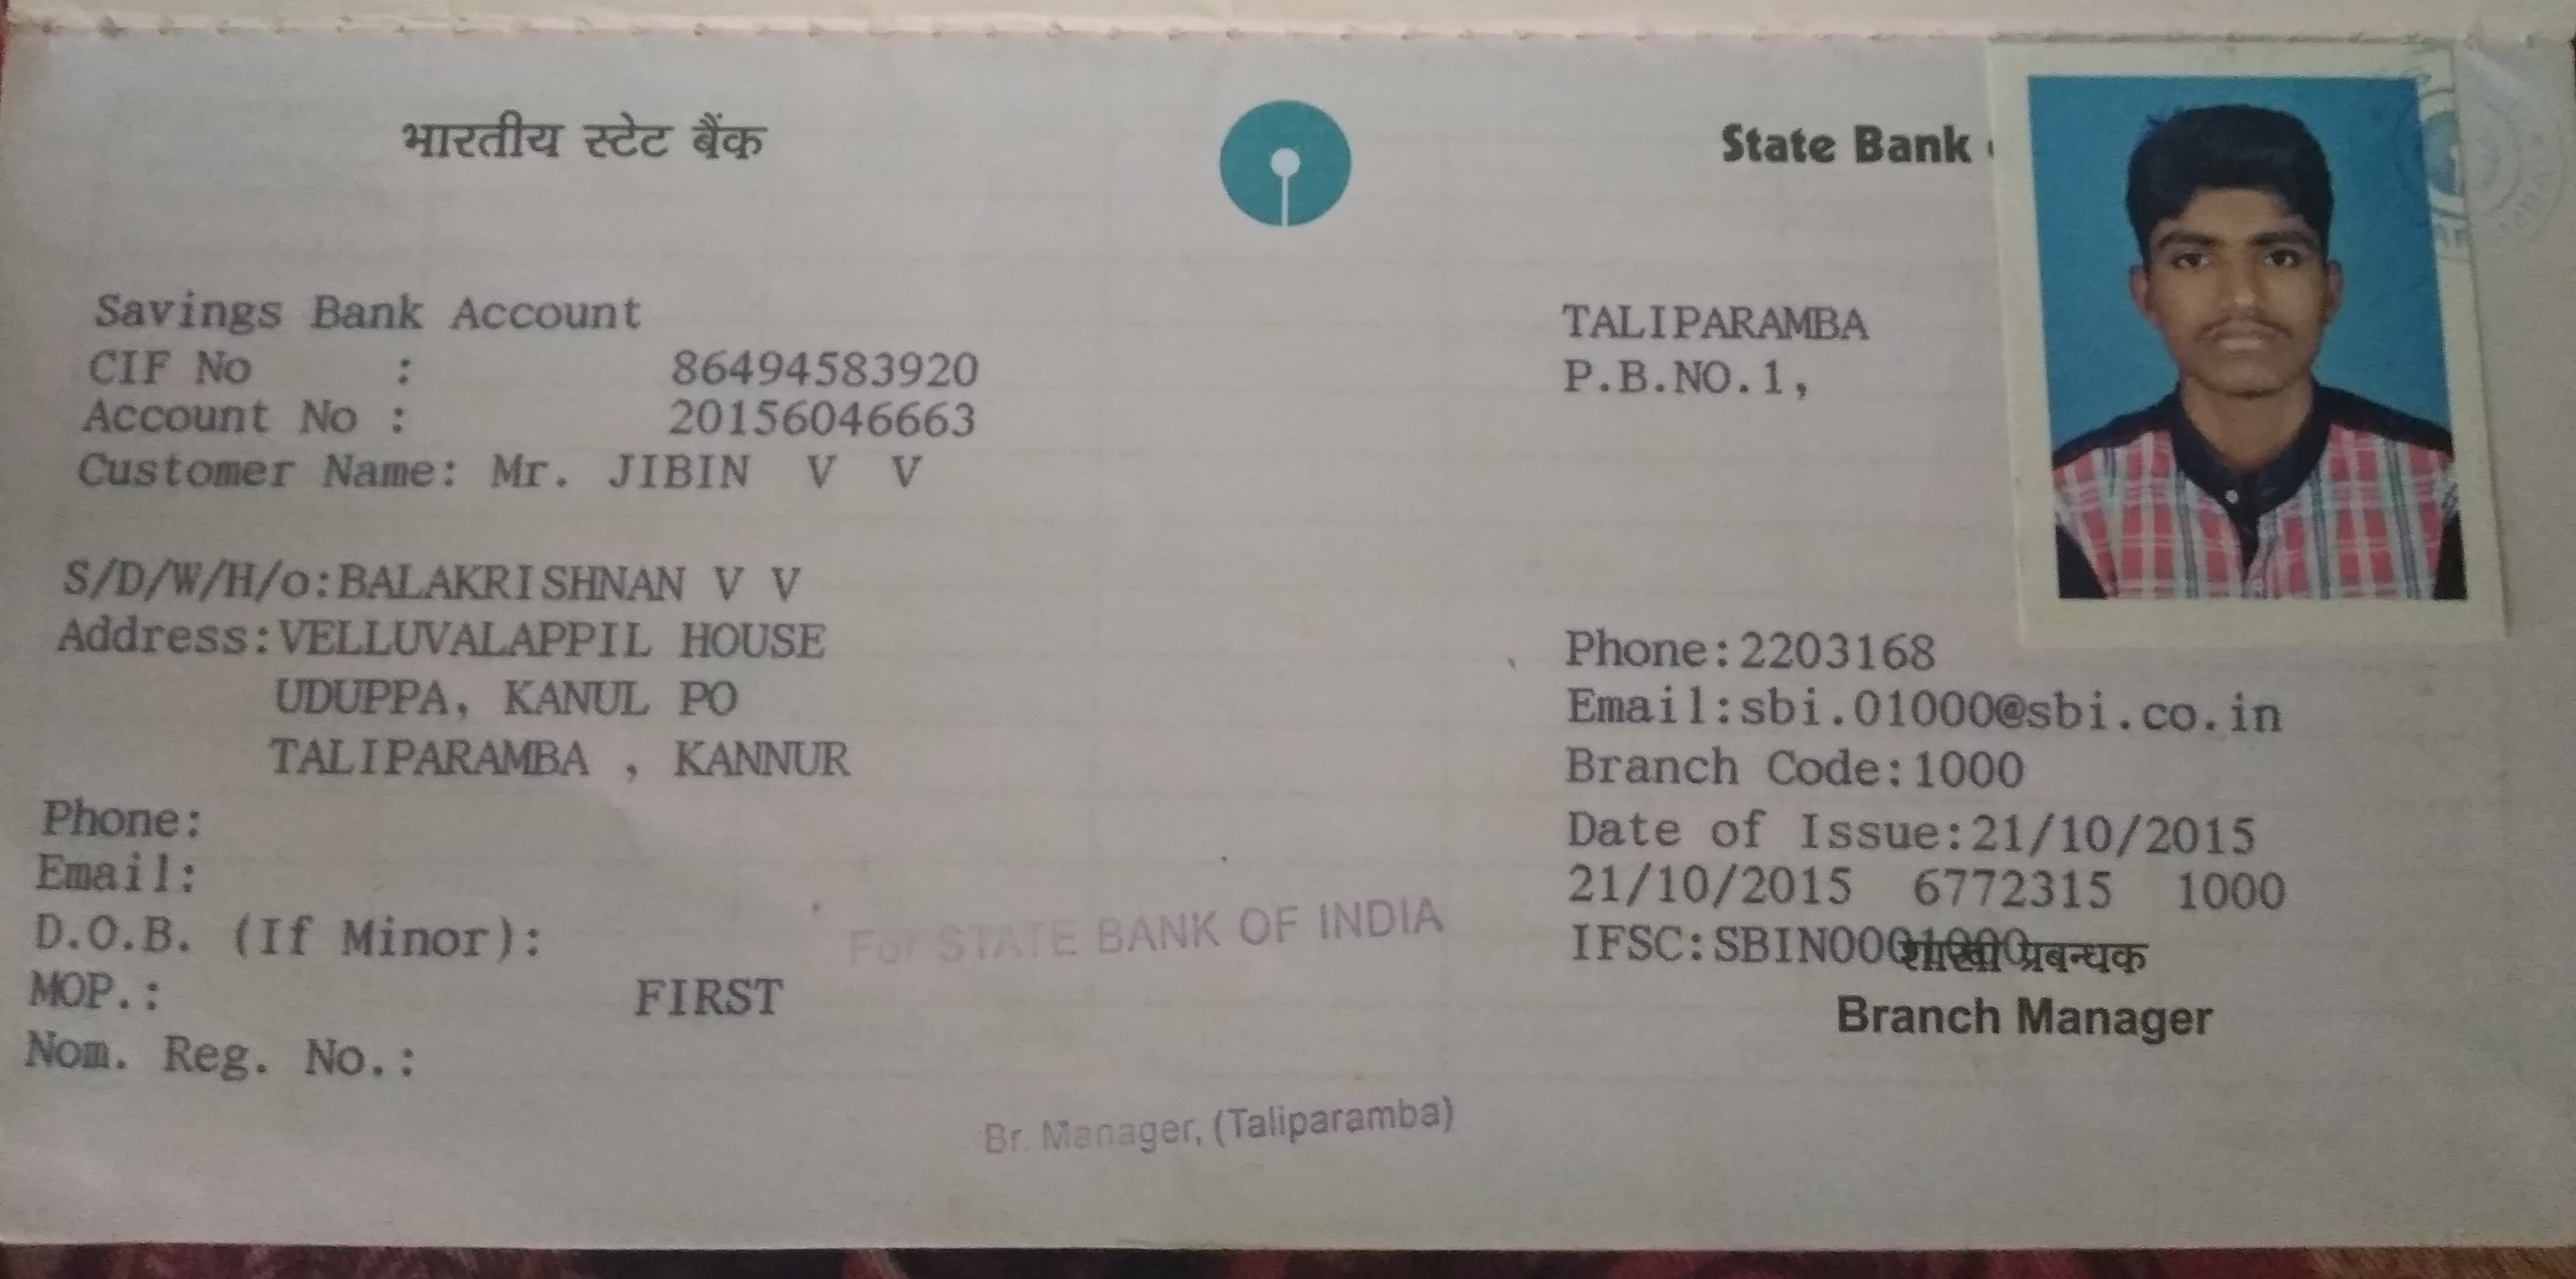 भारतीय स्टेट बैंक
State Bank
Savings Bank Account
CIF No : 86494583920
Account No : 20156046663
Customer Name: Mr. JIBIN V V
S/D/W/H/o:BALAKRISHNAN V V
Address:VELLUVALAPPIL HOUSE
UDUPPA, KANUL PO
TALIPARAMBA , KANNUR
Phone:
Email:
D.O.B. (If Minor):
MOP.: FIRST
Nom. Reg. No.:
For STATE BANK OF INDIA
Br. Manager, (Taliparamba)
TALIPARAMBA
P.B.NO.1,
Phone:2203168
Email:sbi.01000@sbi.co.in
Branch Code:1000
Date of Issue:21/10/2015
21/10/2015 6772315 1000
IFSC:SBIN0001000
शाखा प्रबन्धक
Branch Manager